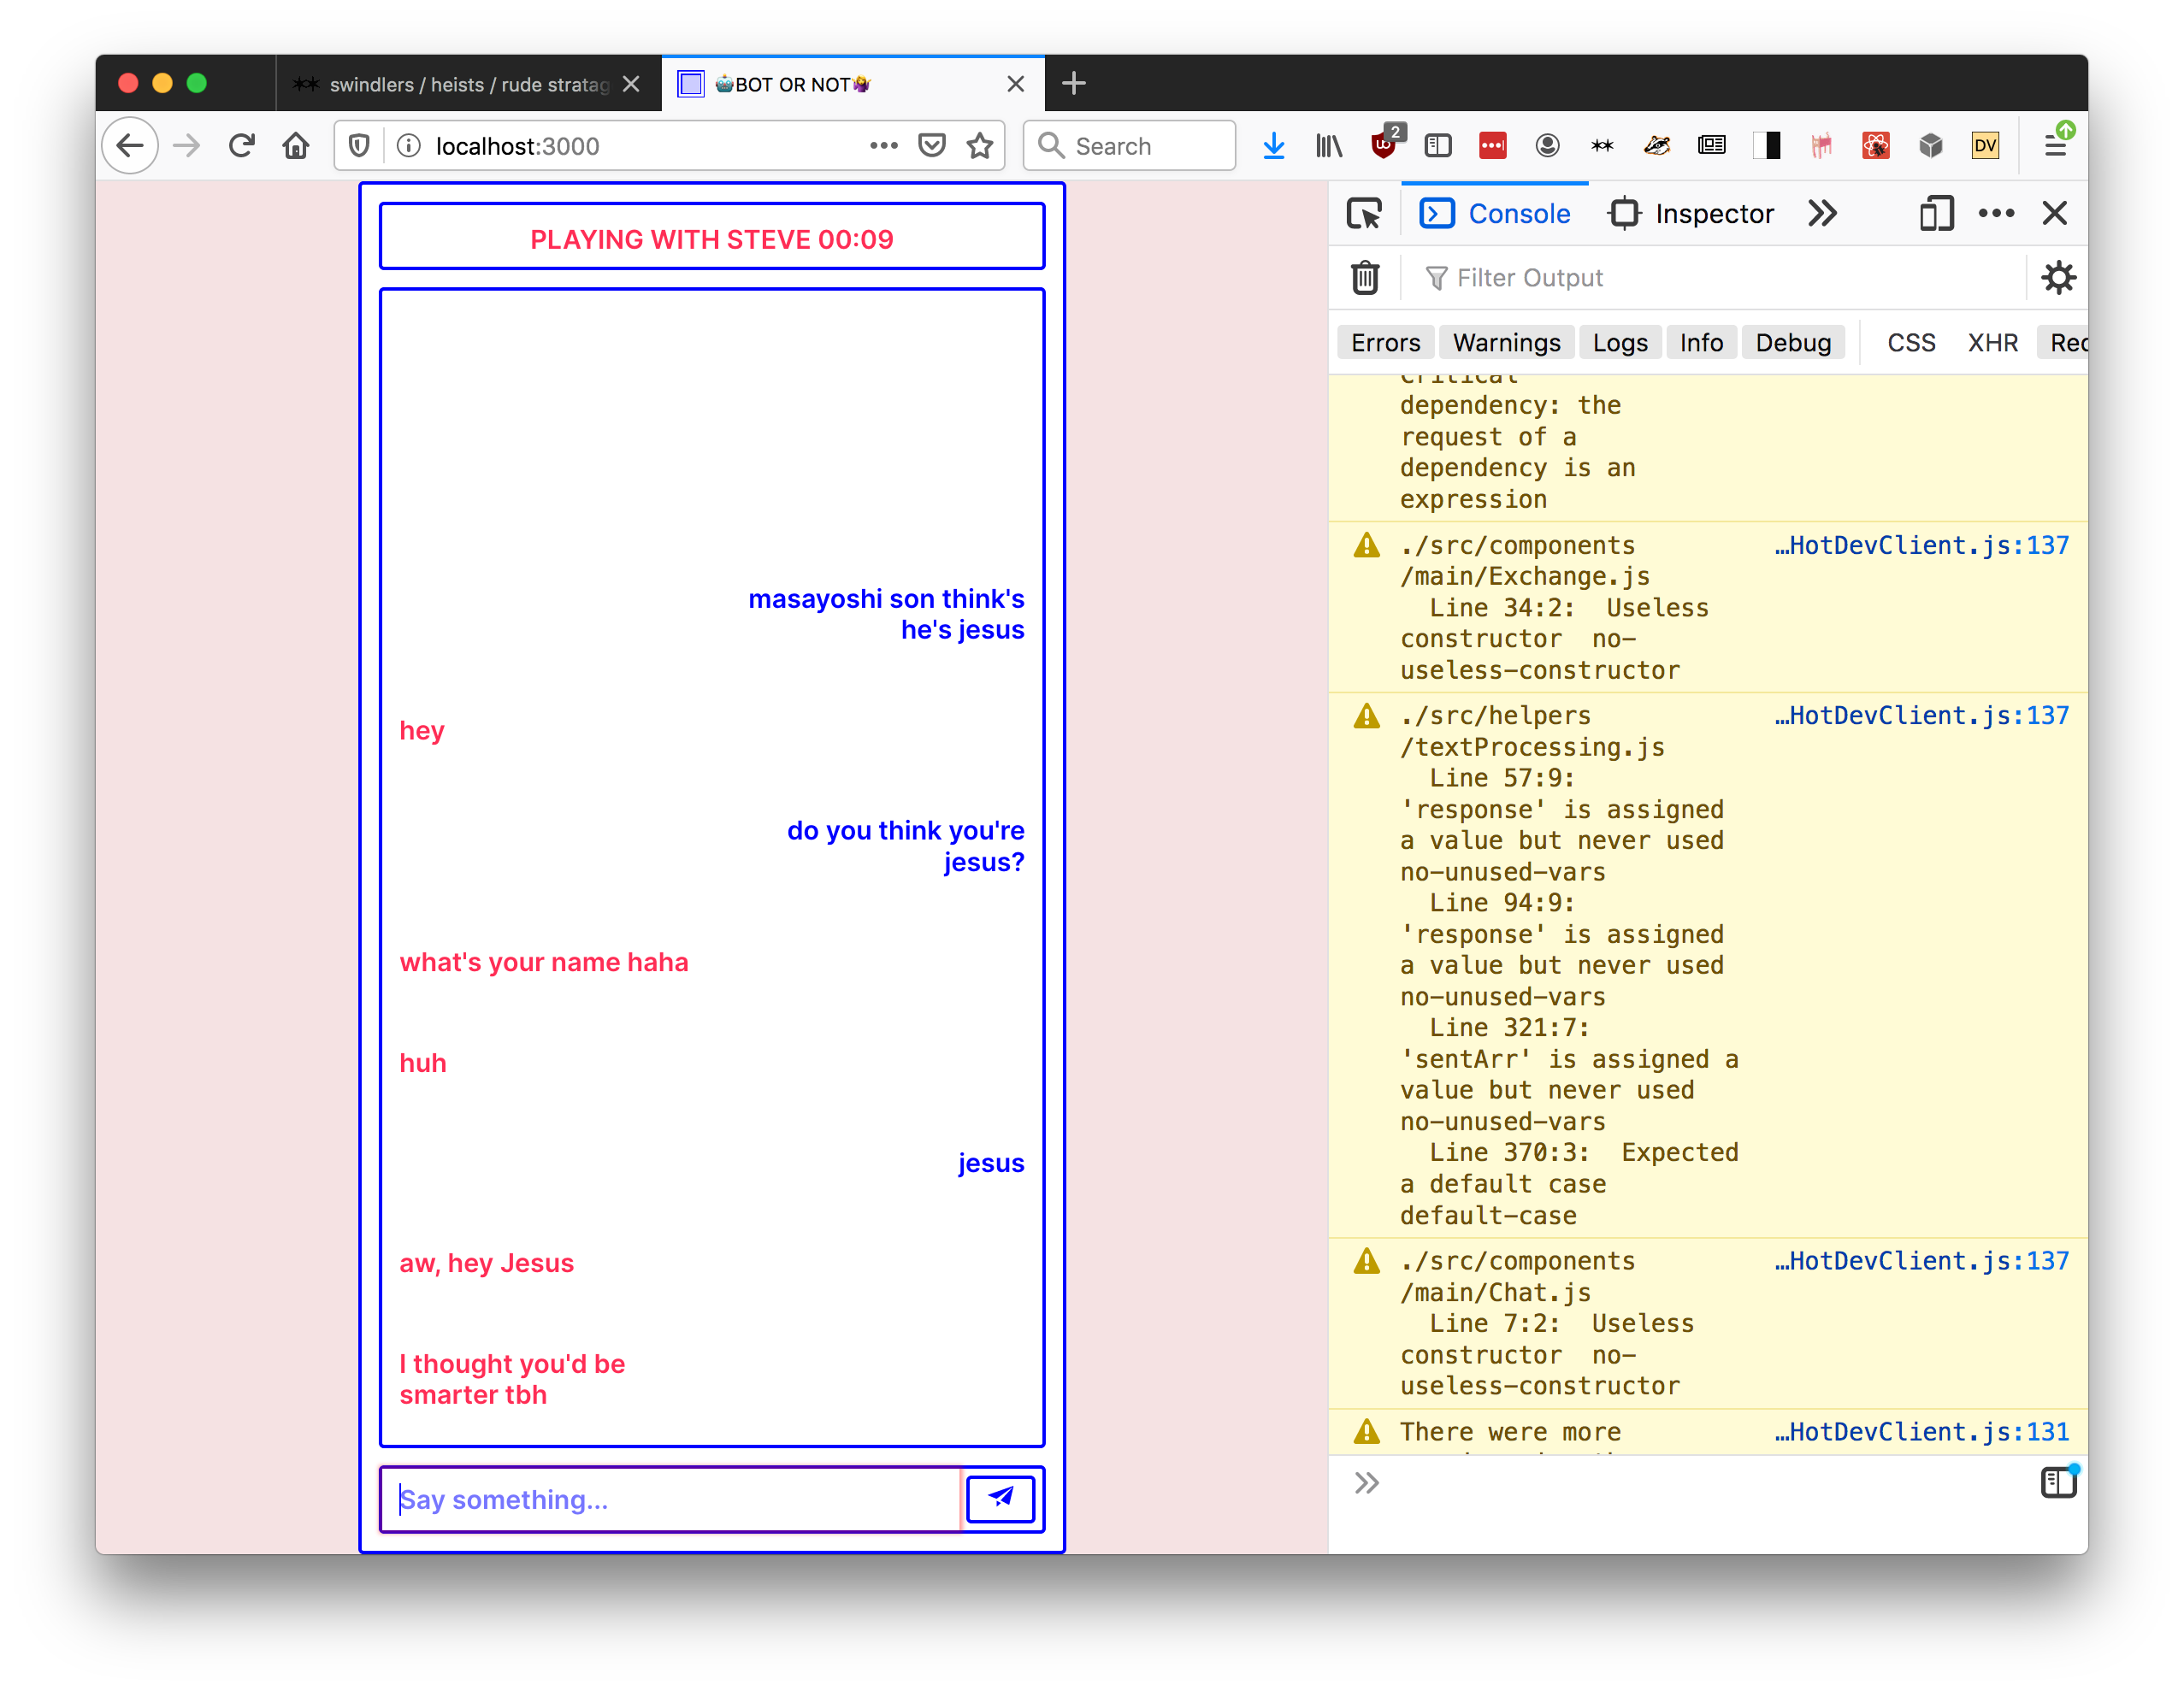 swindlers / heists / rude stratag
🤖BOT OR NOT🤷‍♀️
localhost:3000
Search
2
DV
PLAYING WITH STEVE 00:09
masayoshi son think's
he's jesus
hey
do you think you're
jesus?
what's your name haha
huh
jesus
aw, hey Jesus
I thought you'd be
smarter tbh
Say something...
Console
Inspector
Filter Output
Errors
Warnings
Logs
Info
Debug
CSS
XHR
Rec
Critical
dependency: the
request of a
dependency is an
expression
./src/components
…HotDevClient.js:137
/main/Exchange.js
Line 34:2:  Useless
constructor  no-
useless-constructor
./src/helpers
…HotDevClient.js:137
/textProcessing.js
Line 57:9:
'response' is assigned
a value but never used
no-unused-vars
Line 94:9:
'response' is assigned
a value but never used
no-unused-vars
Line 321:7:
'sentArr' is assigned a
value but never used
no-unused-vars
Line 370:3:  Expected
a default case
default-case
./src/components
…HotDevClient.js:137
/main/Chat.js
Line 7:2:  Useless
constructor  no-
useless-constructor
There were more
…HotDevClient.js:131